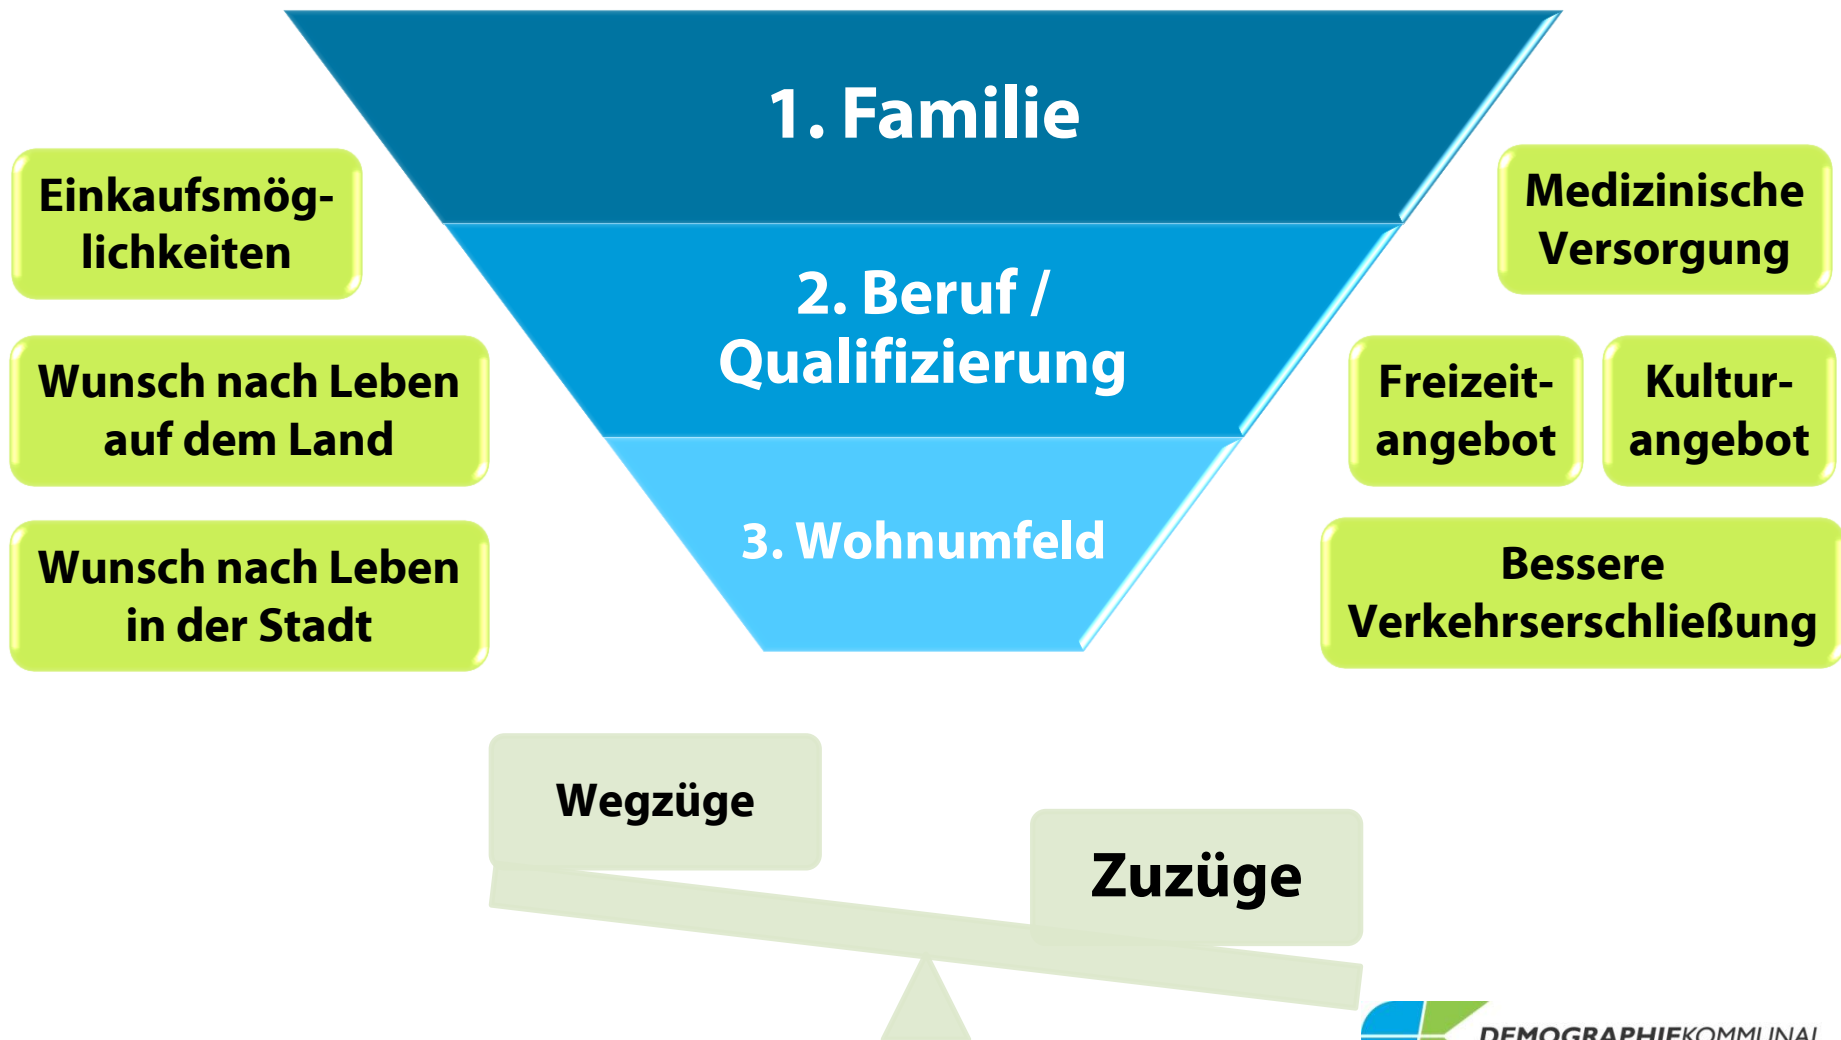 1. Familie
2. Beruf /
Qualifizierung
3. Wohnumfeld
Einkaufsmög-
lichkeiten
Wunsch nach Leben
auf dem Land
Wunsch nach Leben
in der Stadt
Medizinische
Versorgung
Freizeit-
angebot
Kultur-
angebot
Bessere
Verkehrserschließung
Wegzüge
Zuzüge
DEMOGRAPHIEKOMMUNAL